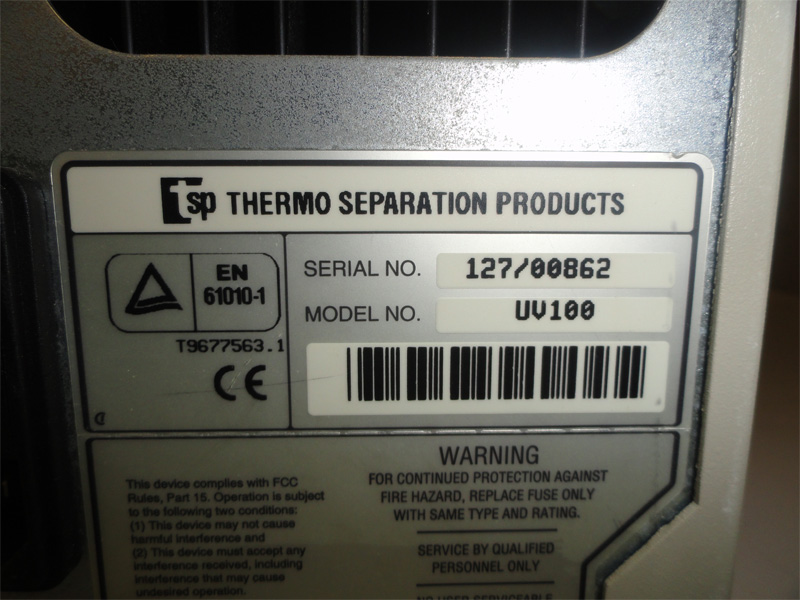 tsp THERMO SEPARATION PRODUCTS
EN
61010-1
T9677563.1
CE
SERIAL NO. 127/00862
MODEL NO. UV100
This device complies with FCC
Rules, Part 15. Operation is subject
to the following two conditions:
(1) This device may not cause
harmful interference and
(2) This device must accept any
interference received, including
interference that may cause
undesired operation.
WARNING
FOR CONTINUED PROTECTION AGAINST
FIRE HAZARD, REPLACE FUSE ONLY
WITH SAME TYPE AND RATING.
SERVICE BY QUALIFIED
PERSONNEL ONLY
NO USER SERVICEABLE